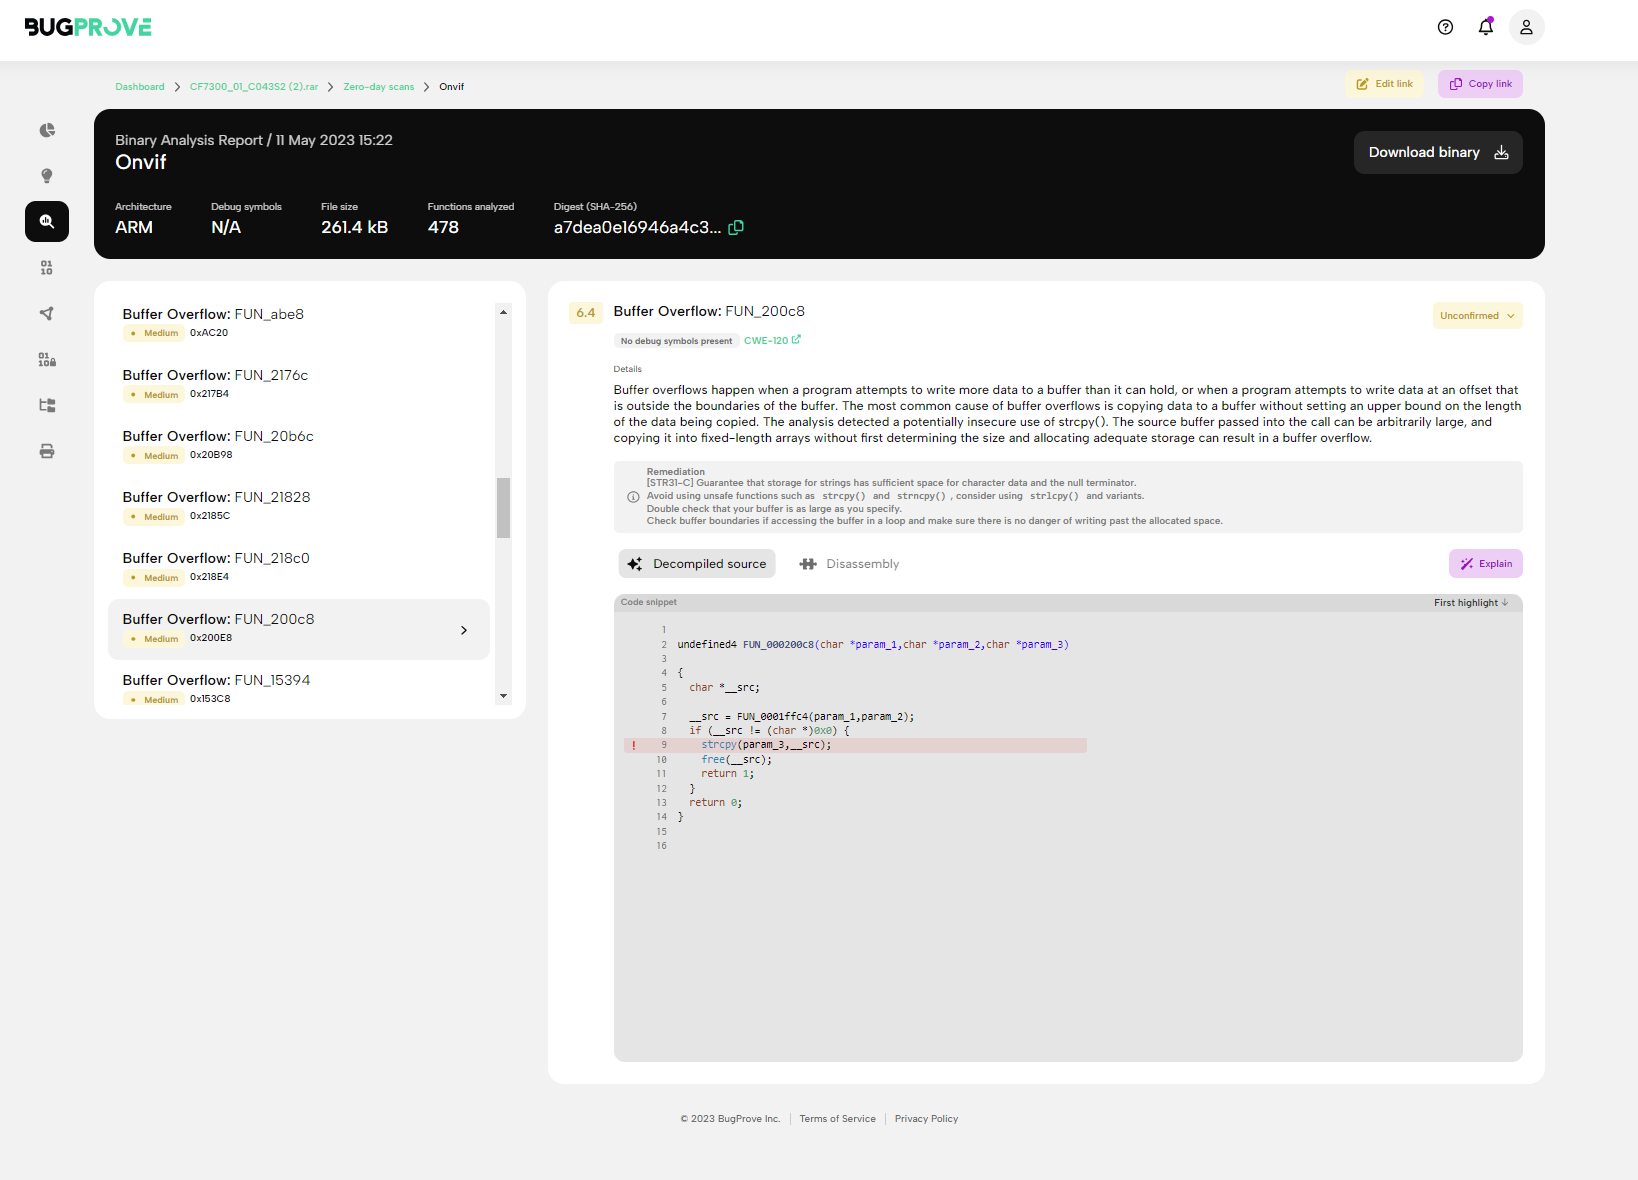 BUGPROVE
Dashboard > CF7300_01_C043S2 (2).rar > Zero-day scans > Onvif
Edit link
Copy link
Binary Analysis Report / 11 May 2023 15:22
Onvif
Download binary
Architecture
ARM
Debug symbols
N/A
File size
261.4 kB
Functions analyzed
478
Digest (SHA-256)
a7dea0e16946a4c3...
Buffer Overflow: FUN_abe8
Medium 0xAC20
Buffer Overflow: FUN_2176c
Medium 0x217B4
Buffer Overflow: FUN_20b6c
Medium 0x20B98
Buffer Overflow: FUN_21828
Medium 0x2185C
Buffer Overflow: FUN_218c0
Medium 0x218E4
Buffer Overflow: FUN_200c8
Medium 0x200E8
Buffer Overflow: FUN_15394
Medium 0x153C8
6.4 Buffer Overflow: FUN_200c8
Unconfirmed
No debug symbols present CWE-120
Details
Buffer overflows happen when a program attempts to write more data to a buffer than it can hold, or when a program attempts to write data at an offset that
is outside the boundaries of the buffer. The most common cause of buffer overflows is copying data to a buffer without setting an upper bound on the length
of the data being copied. The analysis detected a potentially insecure use of strcpy(). The source buffer passed into the call can be arbitrarily large, and
copying it into fixed-length arrays without first determining the size and allocating adequate storage can result in a buffer overflow.
Remediation
[STR31-C] Guarantee that storage for strings has sufficient space for character data and the null terminator.
Avoid using unsafe functions such as strcpy() and strncpy() , consider using strlcpy() and variants.
Double check that your buffer is as large as you specify.
Check buffer boundaries if accessing the buffer in a loop and make sure there is no danger of writing past the allocated space.
Decompiled source
Disassembly
Explain
Code snippet
First highlight ↓
1
2 undefined4 FUN_000200c8(char *param_1,char *param_2,char *param_3)
3
4 {
5 char *__src;
6
7 __src = FUN_0001ffc4(param_1,param_2);
8 if (__src != (char *)0x0) {
! 9 strcpy(param_3,__src);
10 free(__src);
11 return 1;
12 }
13 return 0;
14 }
15
16
01
10
01
10
© 2023 BugProve Inc. | Terms of Service | Privacy Policy